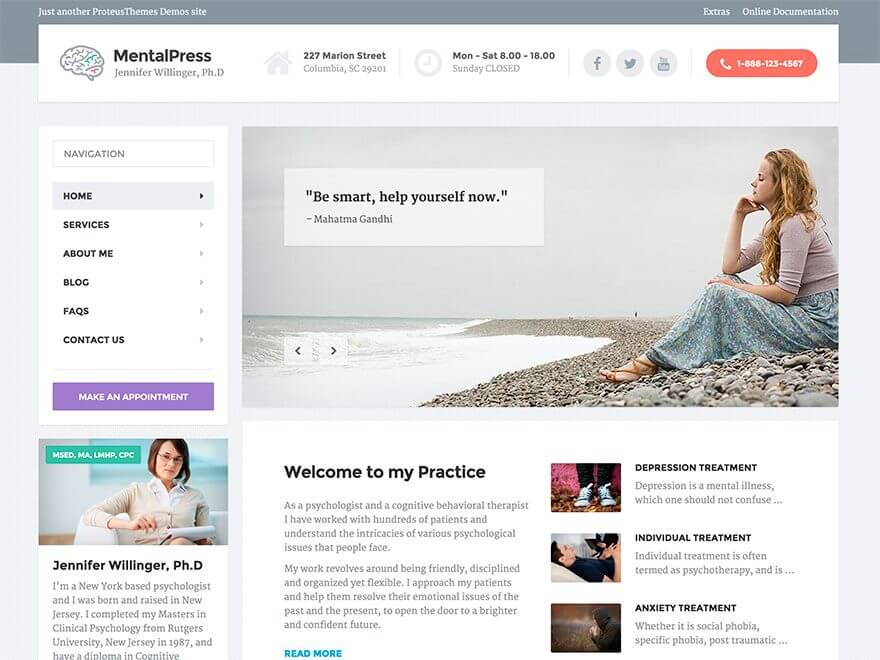 Just another ProteusThemes Demos site
Extras
Online Documentation
MentalPress
Jennifer Willinger, Ph.D
227 Marion Street
Columbia, SC 29201
Mon - Sat 8.00 - 18.00
Sunday CLOSED
1-888-123-4567
NAVIGATION
HOME
SERVICES
ABOUT ME
BLOG
FAQS
CONTACT US
MAKE AN APPOINTMENT
"Be smart, help yourself now."
– Mahatma Gandhi
MSED, MA, LMHP, CPC
Jennifer Willinger, Ph.D
I'm a New York based psychologist
and I was born and raised in New
Jersey. I completed my Masters in
Clinical Psychology from Rutgers
University, New Jersey in 1987, and
have a diploma in Cognitive
Welcome to my Practice
As a psychologist and a cognitive behavioral therapist
I have worked with hundreds of patients and
understand the intricacies of various psychological
issues that people face.
My work revolves around being friendly, disciplined
and organized yet flexible. I approach my patients
and help them resolve their emotional issues of the
past and the present, to open the door to a brighter
and confident future.
READ MORE
DEPRESSION TREATMENT
Depression is a mental illness,
which one should not confuse ...
INDIVIDUAL TREATMENT
Individual treatment is often
termed as psychotherapy, and is ...
ANXIETY TREATMENT
Whether it is social phobia,
specific phobia, post traumatic ...